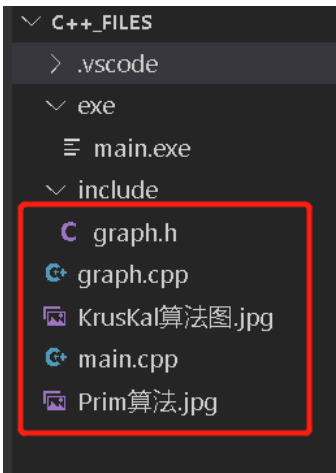 C++_FILES
.vscode
exe
main.exe
include
C graph.h
C++ graph.cpp
KrusKal算法图.jpg
C++ main.cpp
Prim算法.jpg